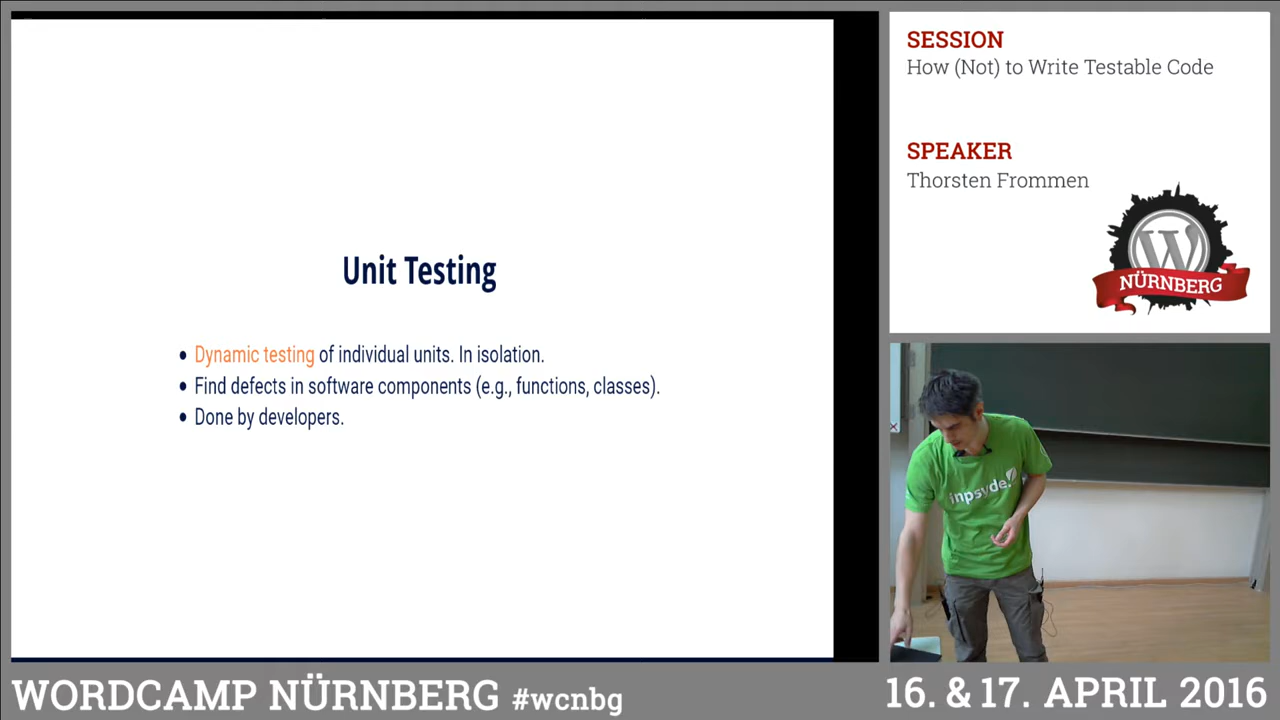 Unit Testing
Dynamic testing of individual units. In isolation.
Find defects in software components (e.g., functions, classes).
Done by developers.
SESSION
How (Not) to Write Testable Code
SPEAKER
Thorsten Frommen
W
NÜRNBERG
inpsyde
WORDCAMP NÜRNBERG #wcnbg
16. & 17. APRIL 2016